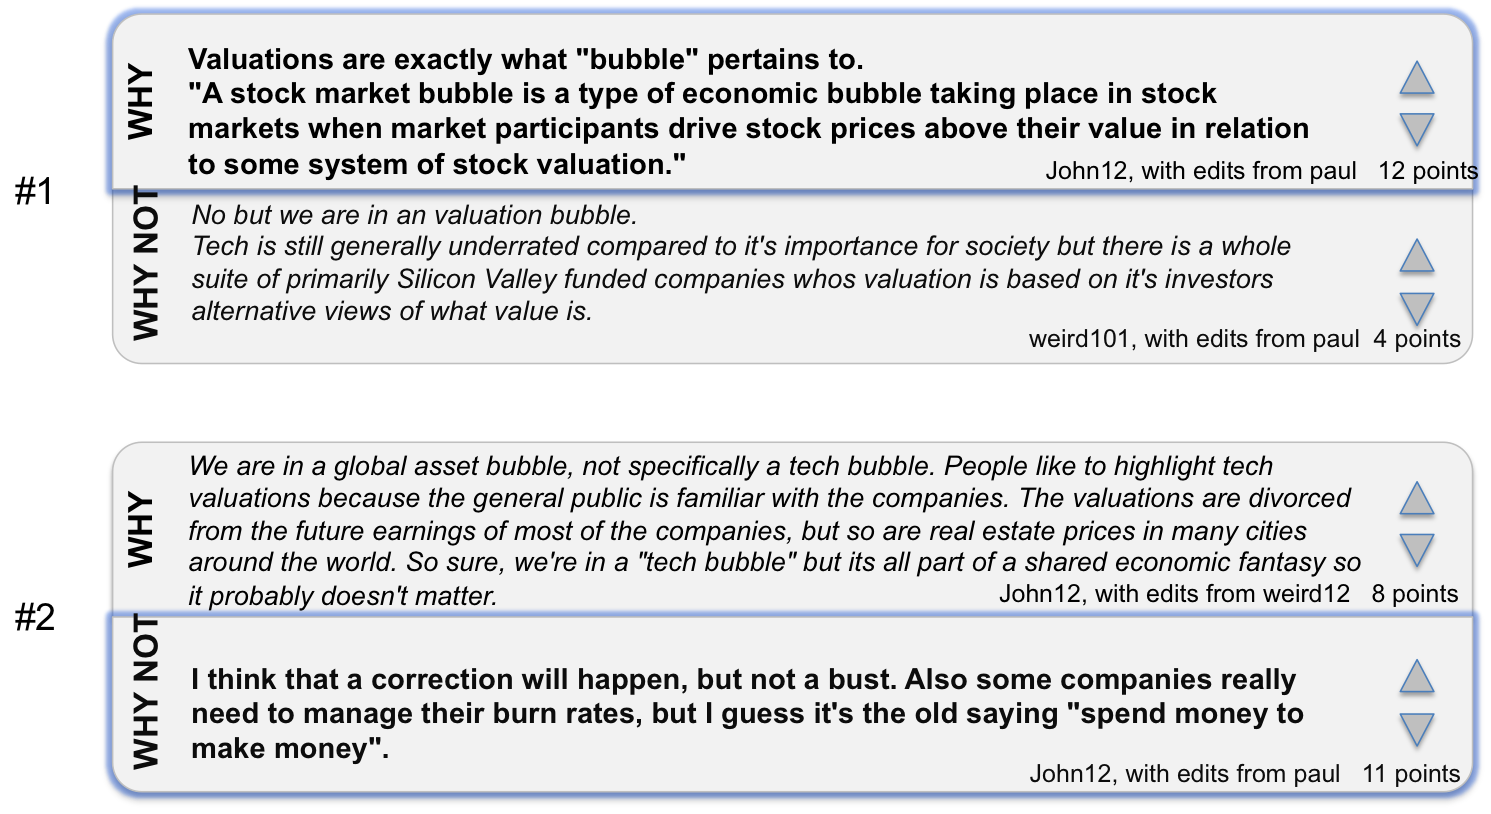 #1
WHY
Valuations are exactly what "bubble" pertains to.
"A stock market bubble is a type of economic bubble taking place in stock
markets when market participants drive stock prices above their value in relation
to some system of stock valuation."
John12, with edits from paul 12 points
WHY NOT
No but we are in an valuation bubble.
Tech is still generally underrated compared to it's importance for society but there is a whole
suite of primarily Silicon Valley funded companies whos valuation is based on it's investors
alternative views of what value is.
weird101, with edits from paul 4 points
#2
WHY
We are in a global asset bubble, not specifically a tech bubble. People like to highlight tech
valuations because the general public is familiar with the companies. The valuations are divorced
from the future earnings of most of the companies, but so are real estate prices in many cities
around the world. So sure, we're in a "tech bubble" but its all part of a shared economic fantasy so
it probably doesn't matter.
John12, with edits from weird12 8 points
WHY NOT
I think that a correction will happen, but not a bust. Also some companies really
need to manage their burn rates, but I guess it's the old saying "spend money to
make money".
John12, with edits from paul 11 points